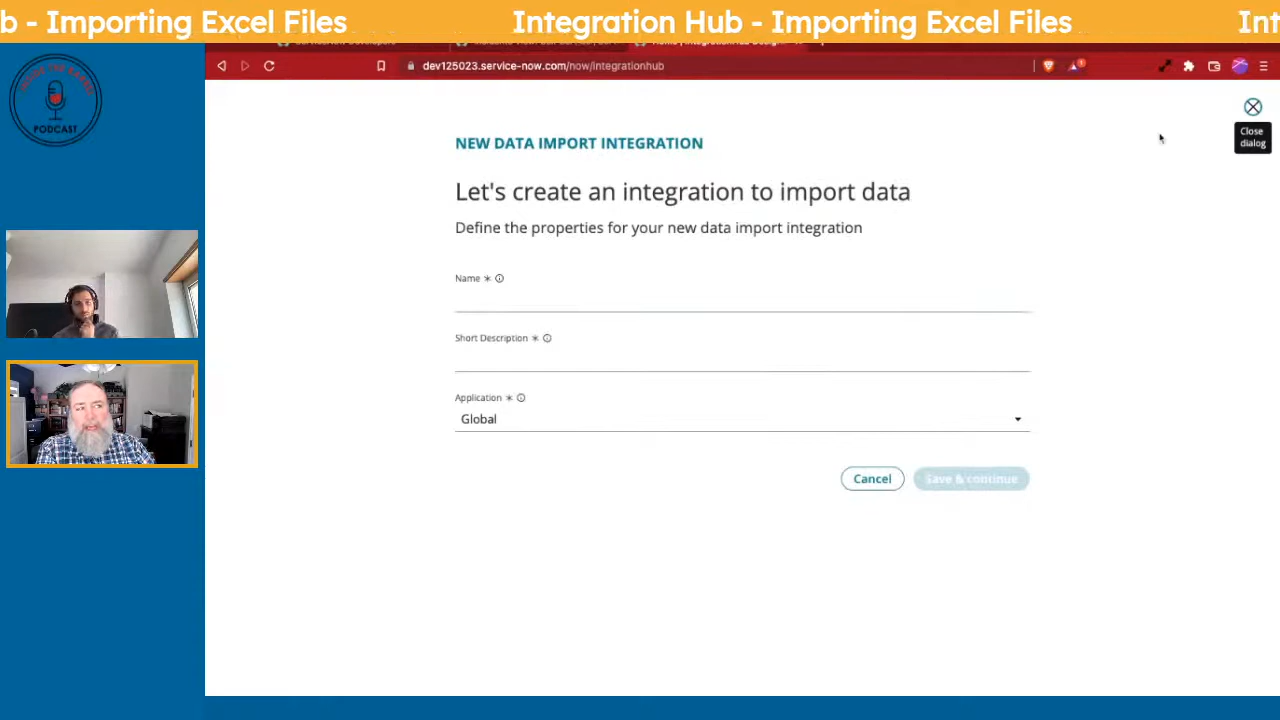 b - Importing Excel Files
Integration Hub - Importing Excel Files
Int
PODCAST
dev125023.service-now.com/now/integrationhub
Close
dialog
NEW DATA IMPORT INTEGRATION
Let's create an integration to import data
Define the properties for your new data import integration
Name *
Short Description *
Application *
Global
Cancel
Save & continue